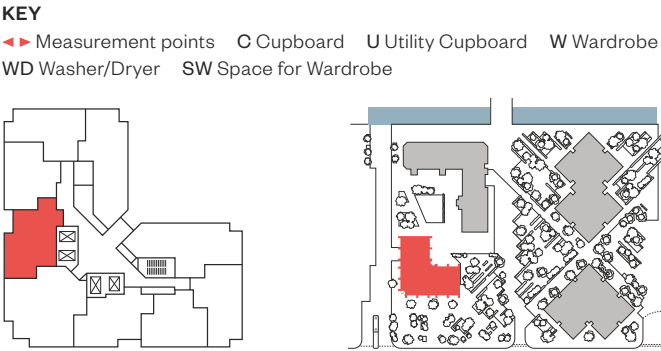 KEY
◄ ► Measurement points C Cupboard U Utility Cupboard W Wardrobe
WD Washer/Dryer SW Space for Wardrobe